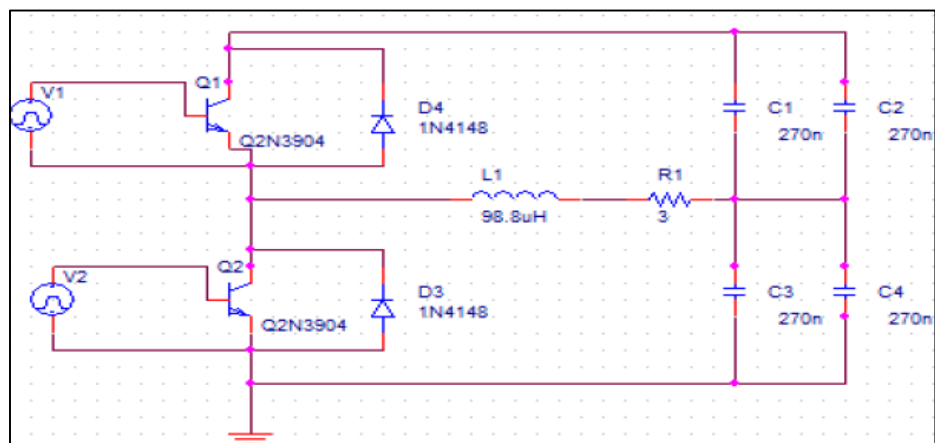 V1
Q1
Q2N3904
D4
1N4148
C1
270n
C2
270n
L1
98.8uH
R1
3
V2
Q2
Q2N3904
D3
1N4148
C3
270n
C4
270n